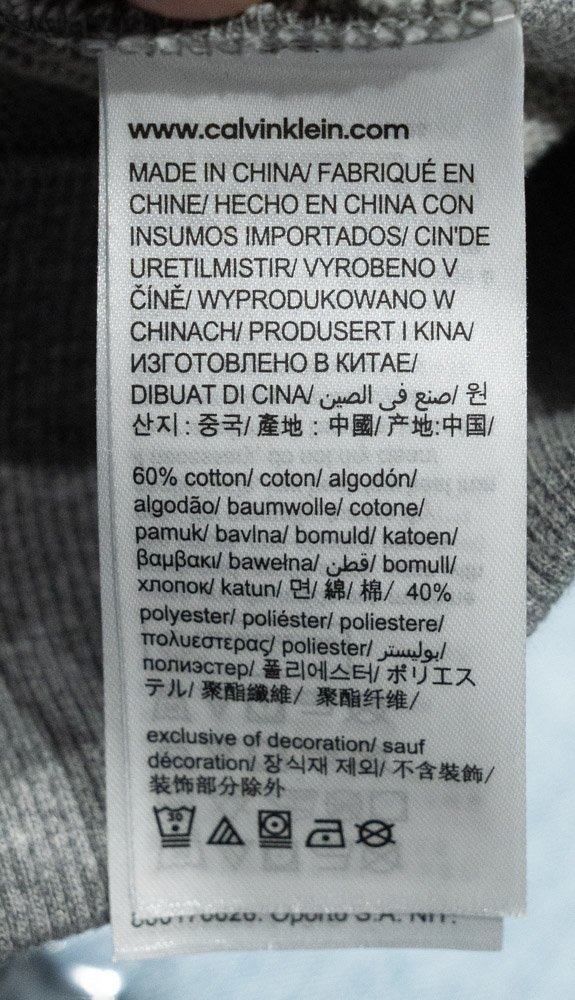 www.calvinklein.com
MADE IN CHINA/ FABRIQUÉ EN
CHINE/ HECHO EN CHINA CON
INSUMOS IMPORTADOS/ CIN'DE
URETILMISTIR/ VYROBENO V
ČÍNĚ/ WYPRODUKOWANO W
CHINACH/ PRODUSERT I KINA/
ИЗГОТОВЛЕНО В КИТАЕ/
DIBUAT DI CINA/ صنع في الصين/ 원
산지 : 중국/ 產地 : 中國/ 产地:中国/
60% cotton/ coton/ algodón/
algodão/ baumwolle/ cotone/
pamuk/ bavlna/ bomuld/ katoen/
βαμβακι/ bawełna/ قطن/ bomull/
хлопок/ katun/ 면/ 綿/ 棉/ 40%
polyester/ poliéster/ poliestere/
πολυεστερας/ poliester/ بوليستر/
полиэстер/ 폴리에스터/ ポリエス
テル/ 聚酯纖維/ 聚酯纤维/
exclusive of decoration/ sauf
décoration/ 장식재 제외/ 不含裝飾/
装饰部分除外
30
Oporto S.A. NIT: